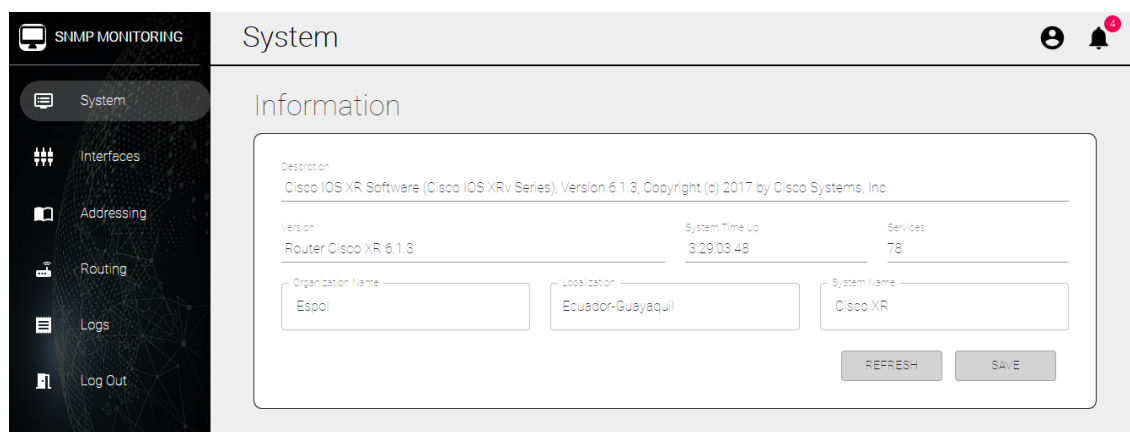 SNMP MONITORING
System
4
System
Interfaces
Addressing
Routing
Logs
Log Out
Information
Descrption
Cisco IOS XR Software (Cisco IOS XRv Series), Version 6.1.3, Copyright (c) 2017 by Cisco Systems, Inc.
Version
System Time Up
Services
Router Cisco XR 6.1.3
3:29:03.48
78
Organization Name
Localization
System Name
Espol
Ecuador-Guayaquil
Cisco XR
REFRESH
SAVE